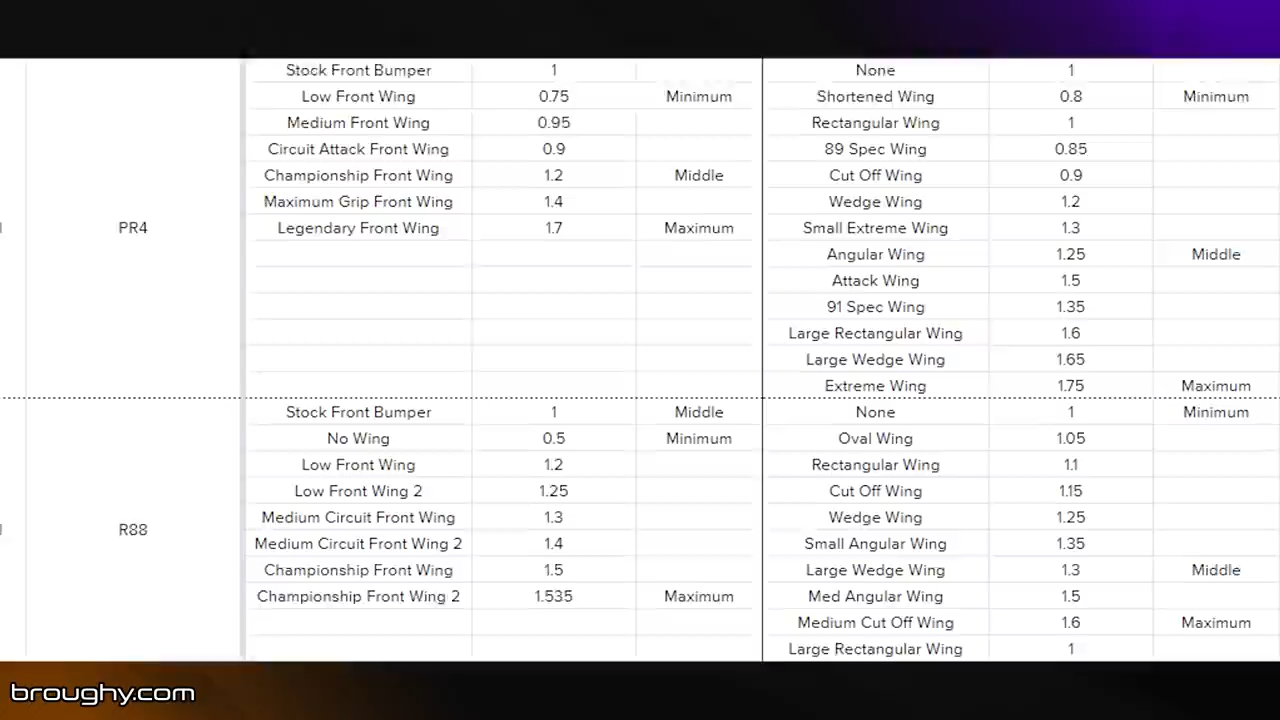 Stock Front Bumper 1 None 1
Low Front Wing 0.75 Minimum Shortened Wing 0.8 Minimum
Medium Front Wing 0.95 Rectangular Wing 1
Circuit Attack Front Wing 0.9 89 Spec Wing 0.85
Championship Front Wing 1.2 Middle Cut Off Wing 0.9
Maximum Grip Front Wing 1.4 Wedge Wing 1.2
PR4 Legendary Front Wing 1.7 Maximum Small Extreme Wing 1.3
Angular Wing 1.25 Middle
Attack Wing 1.5
91 Spec Wing 1.35
Large Rectangular Wing 1.6
Large Wedge Wing 1.65
Extreme Wing 1.75 Maximum
Stock Front Bumper 1 Middle None 1 Minimum
No Wing 0.5 Minimum Oval Wing 1.05
Low Front Wing 1.2 Rectangular Wing 1.1
Low Front Wing 2 1.25 Cut Off Wing 1.15
Medium Circuit Front Wing 1.3 Wedge Wing 1.25
R88
Medium Circuit Front Wing 2 1.4 Small Angular Wing 1.35
Championship Front Wing 1.5 Large Wedge Wing 1.3 Middle
Championship Front Wing 2 1.535 Maximum Med Angular Wing 1.5
Medium Cut Off Wing 1.6 Maximum
Large Rectangular Wing 1
broughy.com